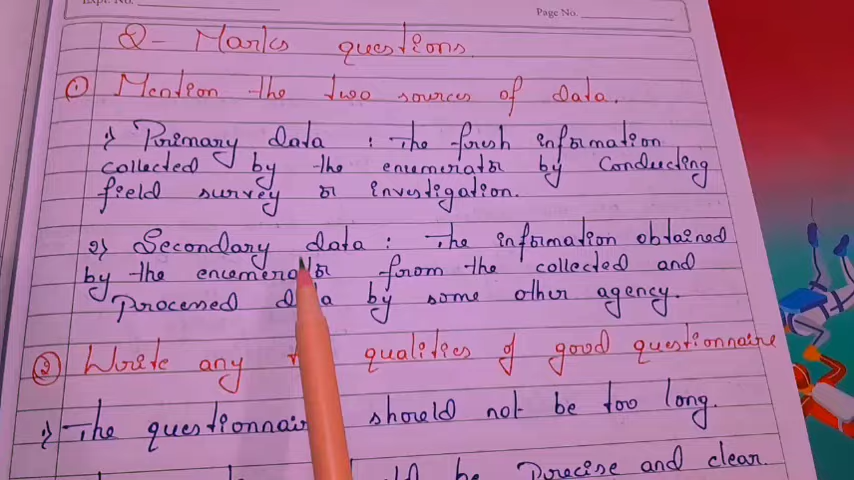 Expt. No.
Page No.
2- Marks questions.
① Mention the two sources of data.
1) Primary data : The fresh information
collected by the enumerator by Conducting
field survey or investigation.
2) Secondary data : The information obtained
by the enumerator from the collected and
Processed data by some other agency.
② Write any qualities of good questionnaire
1) The questionnair should not be too long.
be Precise and clear.